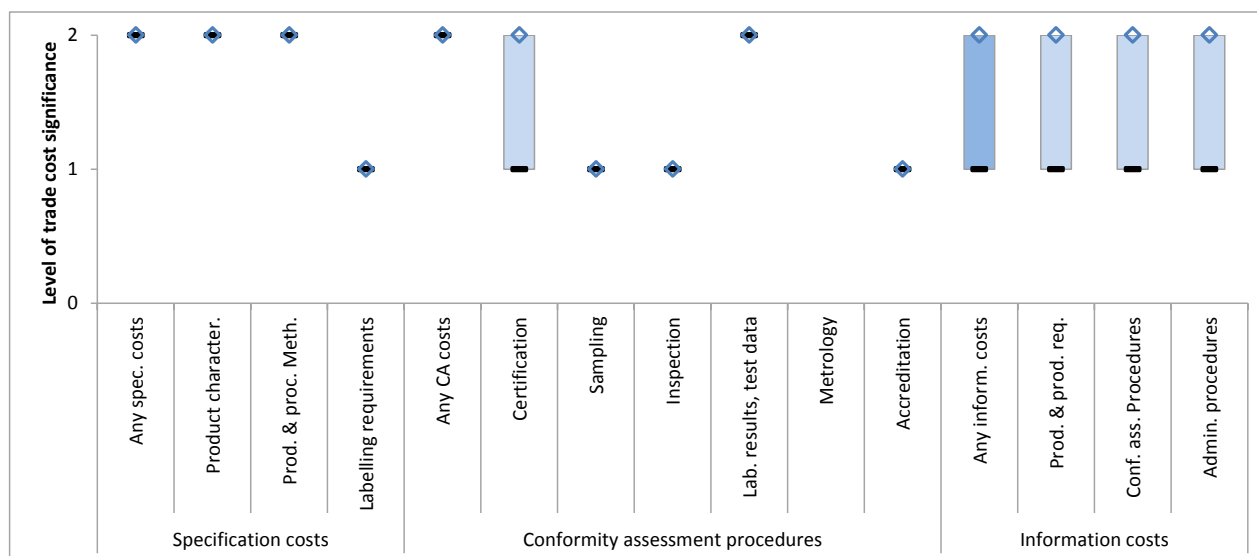 Level of trade cost significance
2
1
0
Any spec. costs
Product character.
Prod. & proc. Meth.
Labelling requirements
Any CA costs
Certification
Sampling
Inspection
Lab. results, test data
Metrology
Accreditation
Any inform. costs
Prod. & prod. req.
Conf. ass. Procedures
Admin. procedures
Specification costs
Conformity assessment procedures
Information costs